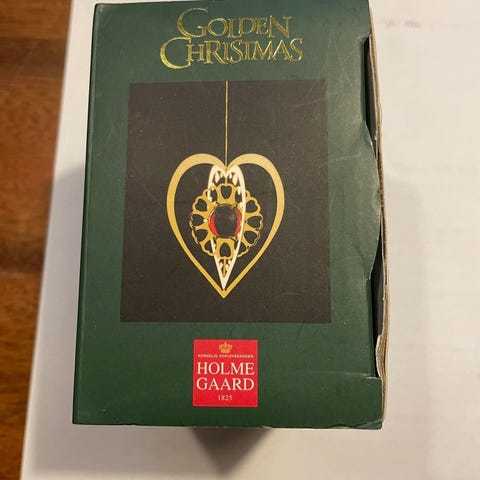 GOLDEN
CHRISTMAS
KONGELIG HOFLEVERANDØR
HOLME
GAARD
1825